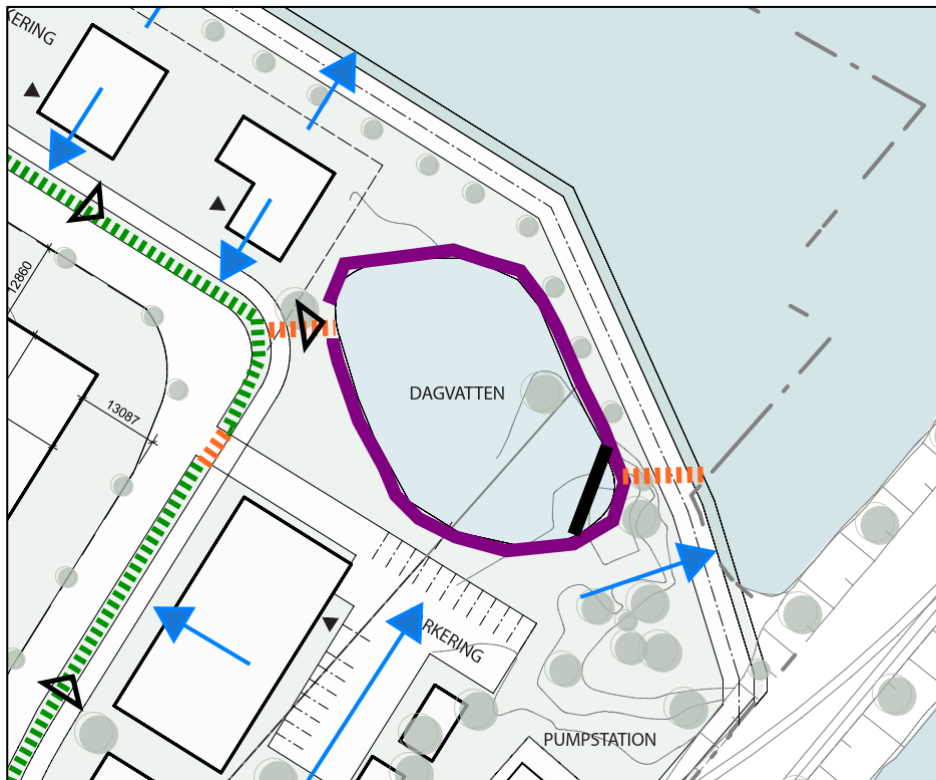 KERING
12860
13087
DAGVATTEN
RKERING
PUMPSTATION